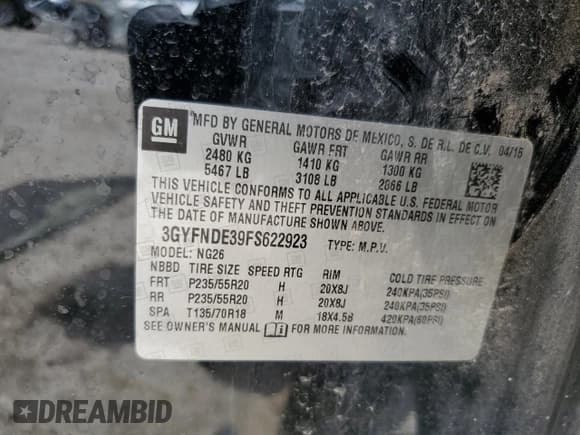 GM
MFD BY GENERAL MOTORS DE MEXICO, S. DE R.L. DE C.V. 04/15
GVWR GAWR FRT GAWR RR
2480 KG 1410 KG 1300 KG
5467 LB 3108 LB 2866 LB
THIS VEHICLE CONFORMS TO ALL APPLICABLE U.S. FEDERAL MOTOR
VEHICLE SAFETY AND THEFT PREVENTION STANDARDS IN EFFECT ON
THE DATE OF MANUFACTURE SHOWN ABOVE.
3GYFNDE39FS622923 TYPE: M.P.V.
MODEL: NG26
NBBD TIRE SIZE SPEED RTG RIM COLD TIRE PRESSURE
FRT P235/55R20 H 20X8J 240KPA(35PSI)
RR P235/55R20 H 20X8J 240KPA(35PSI)
SPA T135/70R18 M 18X4.5B 420KPA(60PSI)
SEE OWNER'S MANUAL FOR MORE INFORMATION.
DREAMBID